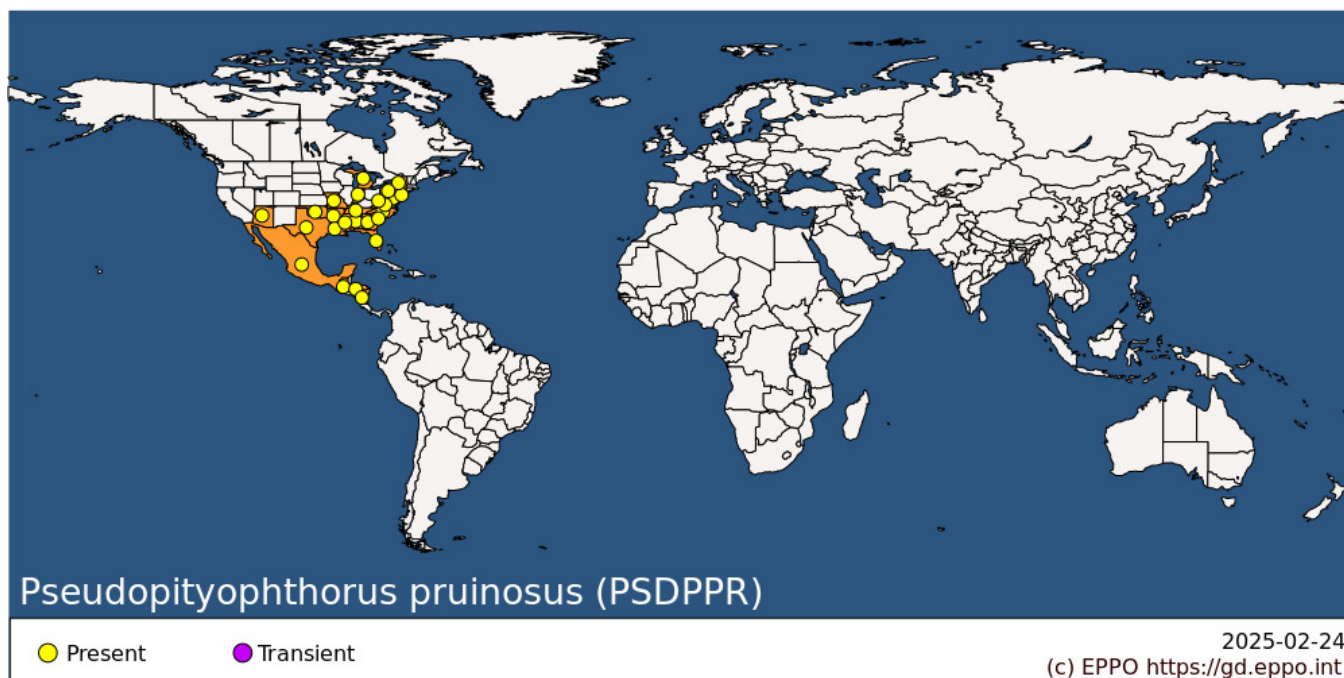 Pseudopityophthorus pruinosus (PSDPPR)
Present
Transient
2025-02-24
(c) EPPO https://gd.eppo.int